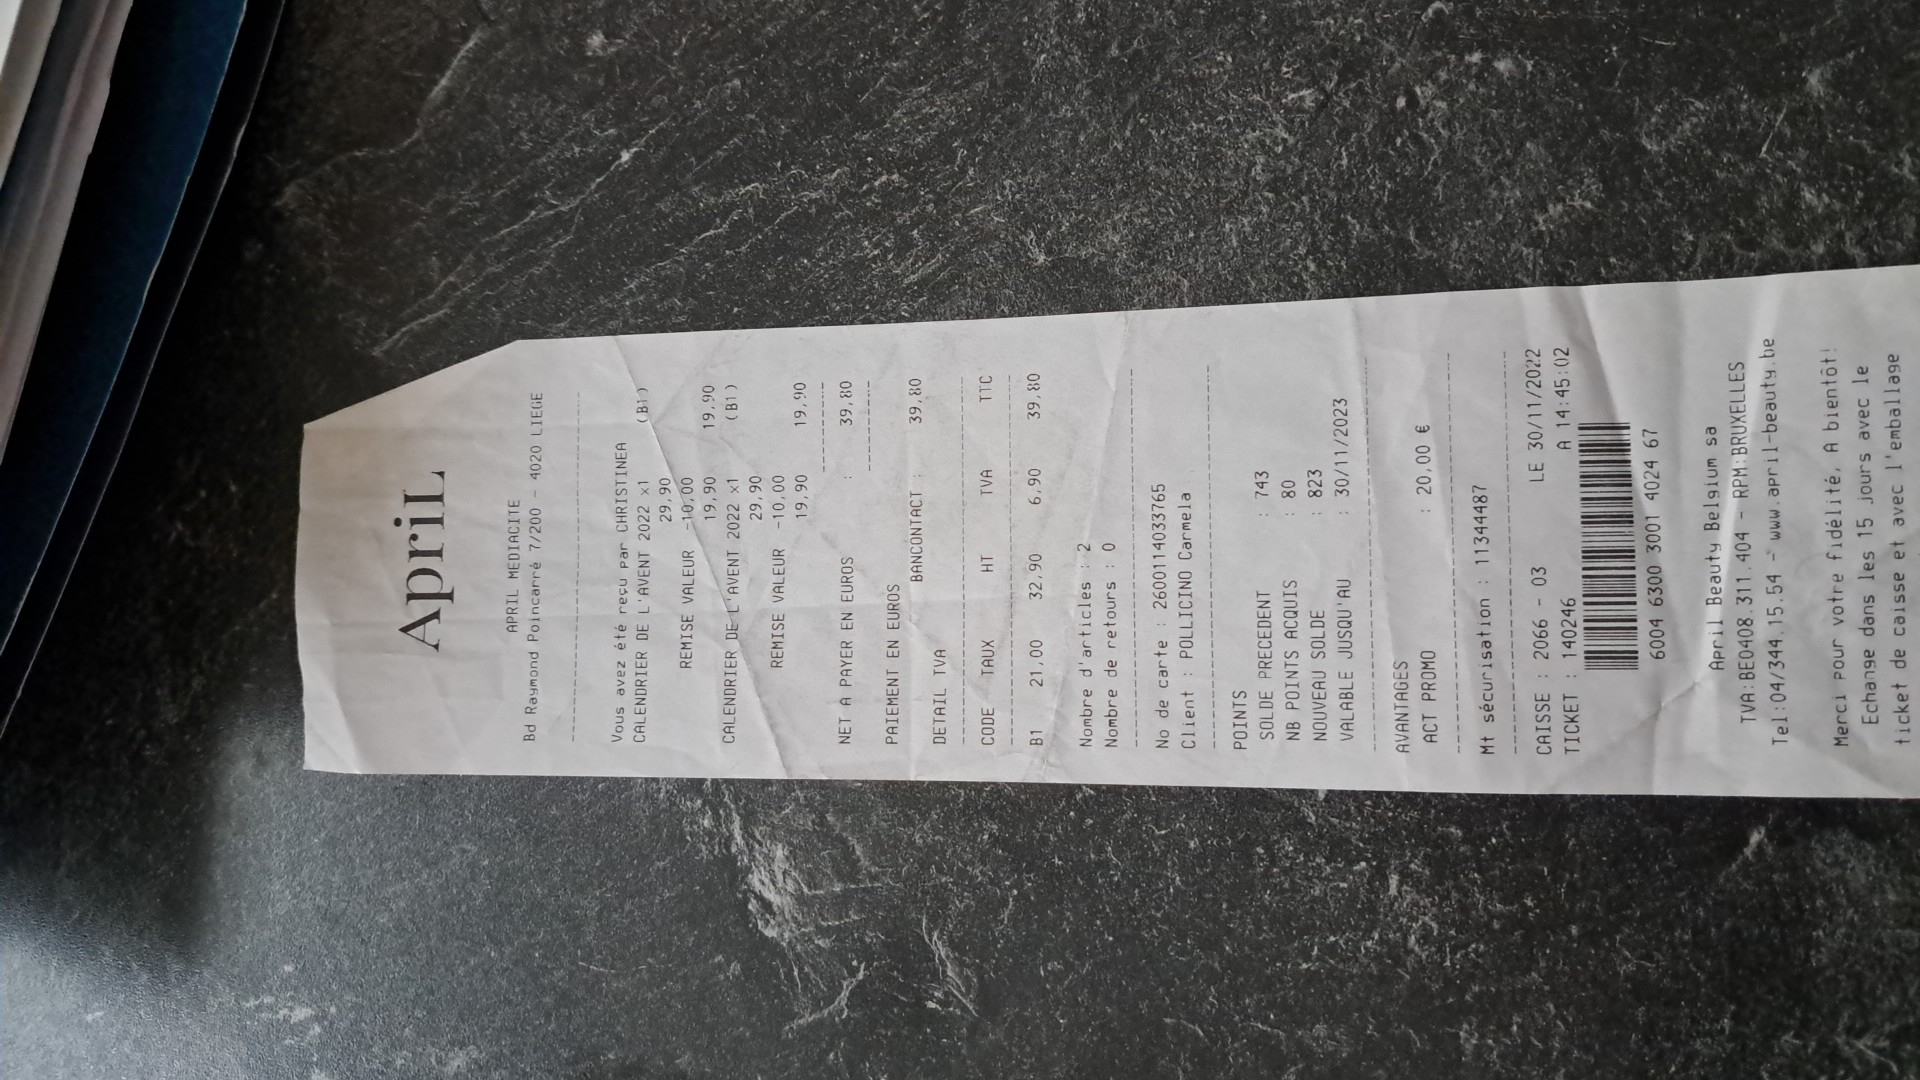 April
APRIL MEDIACITE
Bd Raymond Poincarré 7/200 - 4020 LIEGE
Vous avez été reçu par CHRISTINEA
CALENDRIER DE L'AVENT 2022 x1 (B1)
29,90
REMISE VALEUR -10,00
19,90 19,90
CALENDRIER DE L'AVENT 2022 x1 (B1)
29,90
REMISE VALEUR -10,00
19,90 19,90
NET A PAYER EN EUROS : 39,80
PAIEMENT EN EUROS
BANCONTACT : 39,80
DETAIL TVA
CODE TAUX HT TVA TTC
B1 21,00 32,90 6,90 39,80
Nombre d'articles : 2
Nombre de retours : 0
No de carte : 2600114033765
Client : POLLICINO Carmela
POINTS
SOLDE PRECEDENT : 743
NB POINTS ACQUIS : 80
NOUVEAU SOLDE : 823
VALABLE JUSQU'AU : 30/11/2023
AVANTAGES
ACT PROMO : 20,00 €
Mt sécurisation : 11344487
CAISSE : 2066 - 03 LE 30/11/2022
TICKET : 140246 A 14:45:02
6004 6300 3001 4024 67
April Beauty Belgium sa
TVA:BE0408.311.404 - RPM:BRUXELLES
Tel:04/344.15.54 - www.april-beauty.be
Merci pour votre fidélité, A bientôt!
Echange dans les 15 jours avec le
ticket de caisse et avec l'emballage